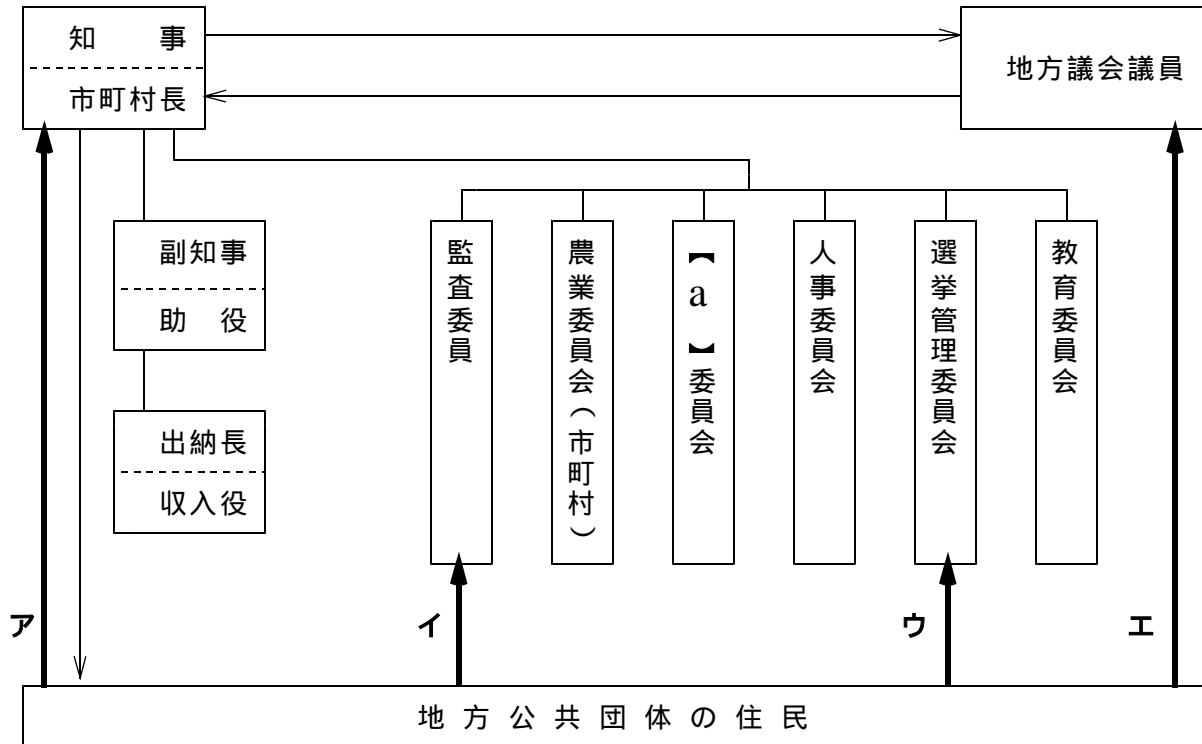 知　　事
市町村長
地方議会議員
副知事
助　役
出納長
収入役
監査委員
農業委員会（市町村）
【a】委員会
人事委員会
選挙管理委員会
教育委員会
ア
イ
ウ
エ
地方公共団体の住民